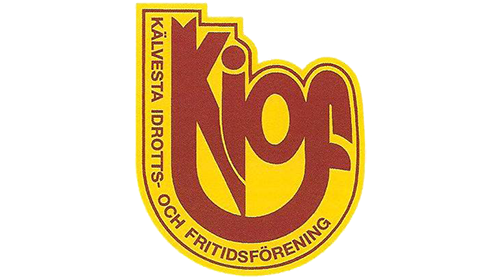 Kiof
KÄLVESTA IDROTTS- OCH FRITIDSFÖRENING